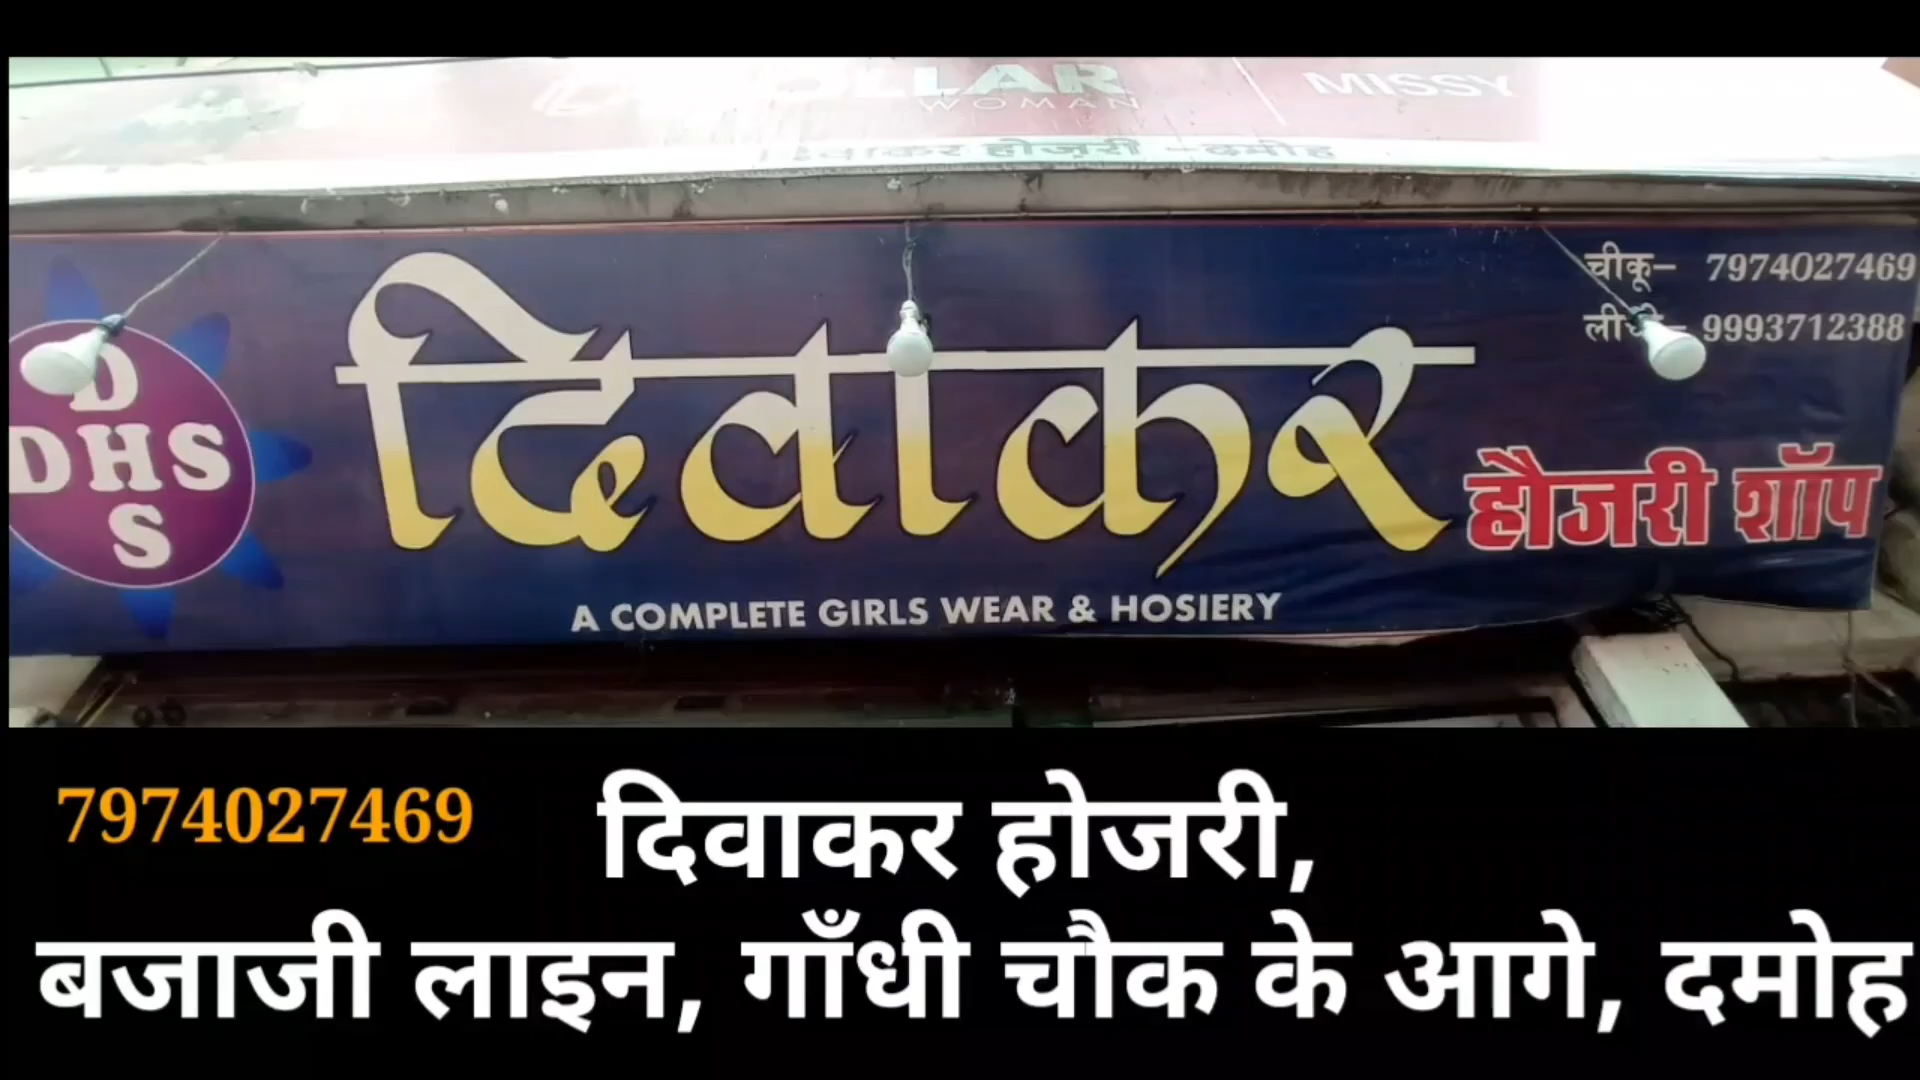 DOLLAR MISSY
WOMAN
दिवाकर होज़री - दमोह
चीकू- 7974027469
9993712388
D
DHS
S
दिवाकर
हौजरी शॉप
A COMPLETE GIRLS WEAR & HOSIERY
7974027469 दिवाकर होजरी,
बजाजी लाइन, गाँधी चौक के आगे, दमोह